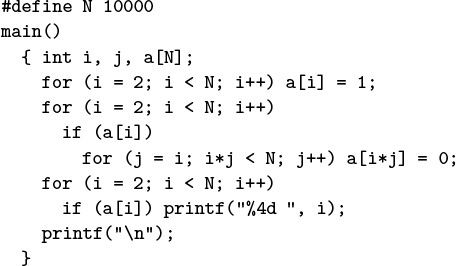 #define N 10000
main()
  { int i, j, a[N];
    for (i = 2; i < N; i++) a[i] = 1;
    for (i = 2; i < N; i++)
      if (a[i])
        for (j = i; i*j < N; j++) a[i*j] = 0;
    for (i = 2; i < N; i++)
      if (a[i]) printf("%4d ", i);
    printf("\n");
  }